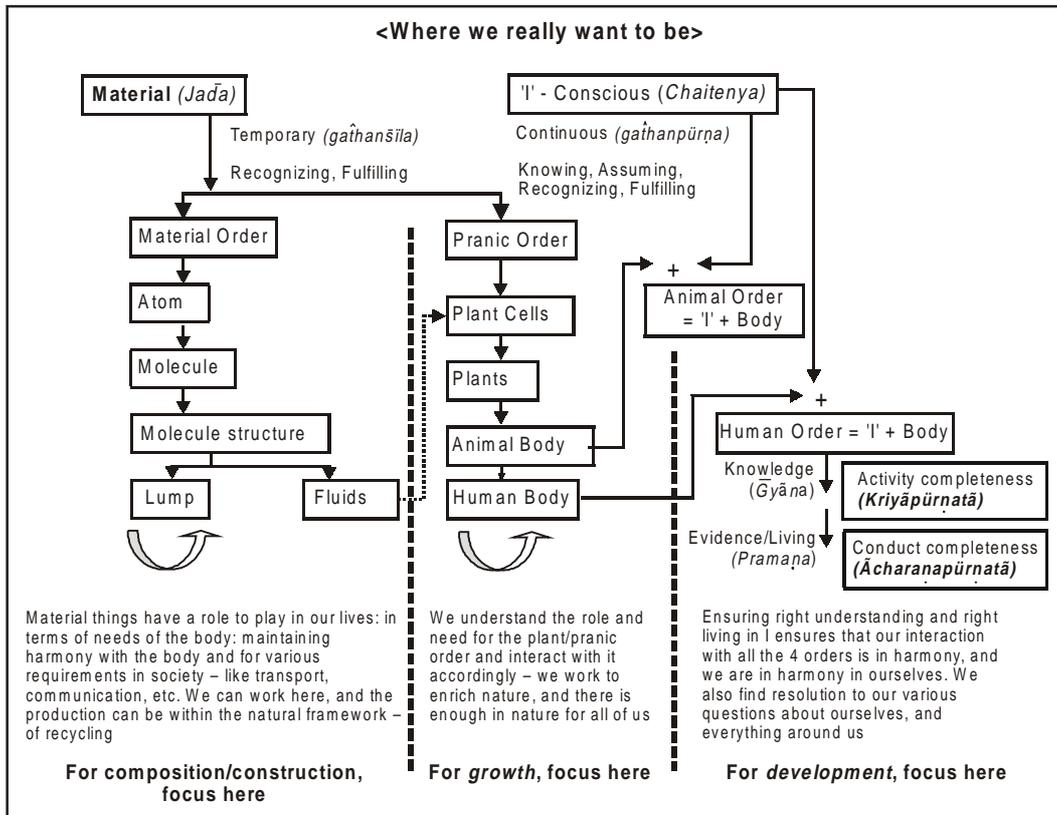 <Where we really want to be>
Material (Jad̄a)
'I' - Conscious (Chaitenya)
Temporary (gaṫhanšīla)
Recognizing, Fulfilling
Continuous (gaṫhanpūrṇa)
Knowing, Assuming,
Recognizing, Fulfilling
Material Order
Atom
Molecule
Molecule structure
Lump
Fluids
Pranic Order
Plant Cells
Plants
Animal Body
Human Body
+
Animal Order
= 'I' + Body
+
Human Order = 'I' + Body
Knowledge
(Ḡyāna)
Activity completeness
(Kriyāpūrṇatā)
Evidence/Living
(Pramaṇa)
Conduct completeness
(Ācharanapūrṇatā)
Material things have a role to play in our lives: in
terms of needs of the body: maintaining
harmony with the body and for various
requirements in society – like transport,
communication, etc. We can work here, and the
production can be within the natural framework –
of recycling
For composition/construction,
focus here
We understand the role and
need for the plant/pranic
order and interact with it
accordingly – we work to
enrich nature, and there is
enough in nature for all of us
For growth, focus here
Ensuring right understanding and right
living in I ensures that our interaction
with all the 4 orders is in harmony, and
we are in harmony in ourselves. We
also find resolution to our various
questions about ourselves, and
everything around us
For development, focus here